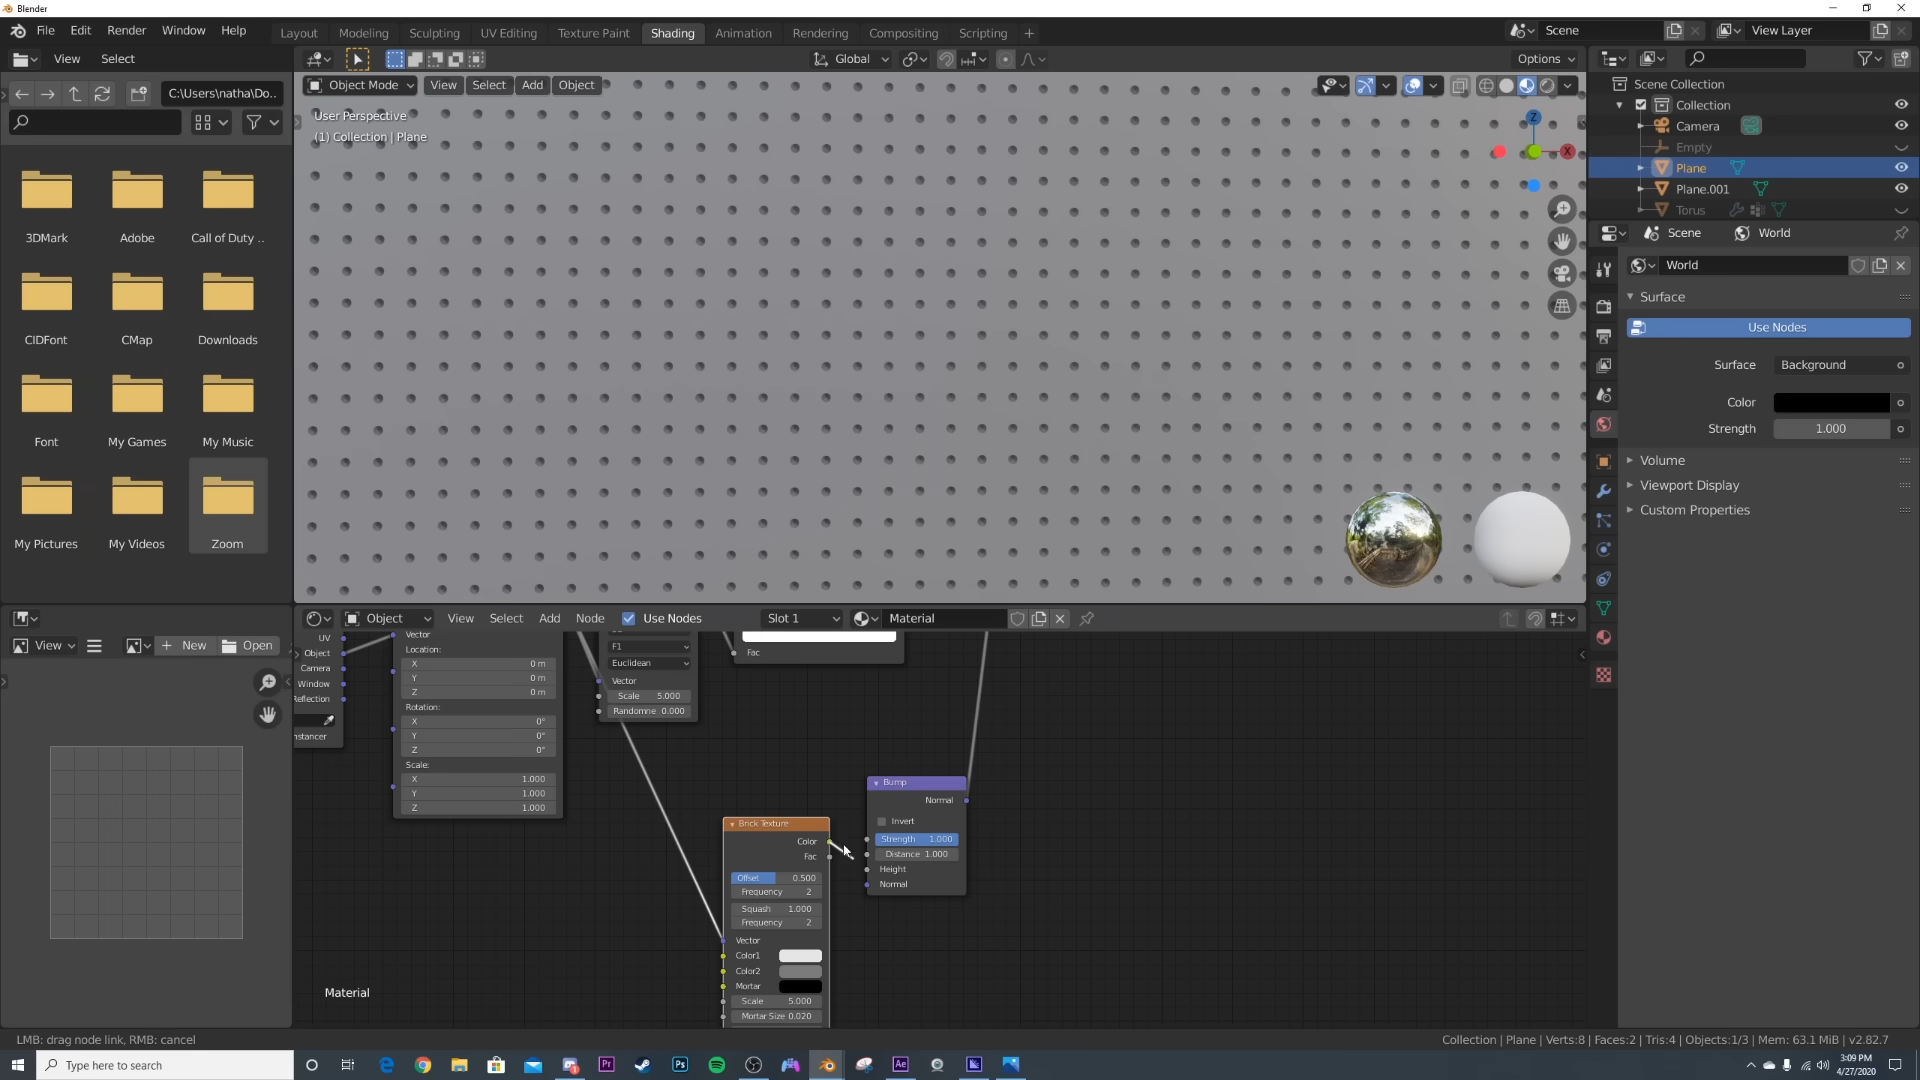 Blender
File Edit Render Window Help
Layout Modeling Sculpting UV Editing Texture Paint Shading Animation Rendering Compositing Scripting +
Scene
View Layer
View Select
Global
Options
C:\Users\natha\Do..
Object Mode View Select Add Object
User Perspective
(1) Collection | Plane
Z
X
3DMark Adobe Call of Duty ..
CIDFont CMap Downloads
Font My Games My Music
My Pictures My Videos Zoom
Scene Collection
Collection
Camera
Empty
Plane
Plane.001
Torus
Scene World
World
Surface
Use Nodes
Surface Background
Color
Strength 1.000
Volume
Viewport Display
Custom Properties
Object View Select Add Node Use Nodes Slot 1 Material
View + New Open
UV
Object
Camera
Window
Reflection
nstancer
Vector
Location:
X 0 m
Y 0 m
Z 0 m
Rotation:
X 0°
Y 0°
Z 0°
Scale:
X 1.000
Y 1.000
Z 1.000
F1
Euclidean
Vector
Scale 5.000
Randomne 0.000
Fac
Bump
Normal
Invert
Strength 1.000
Distance 1.000
Height
Normal
Brick Texture
Color
Fac
Offset 0.500
Frequency 2
Squash 1.000
Frequency 2
Vector
Color1
Color2
Mortar
Scale 5.000
Mortar Size 0.020
Material
LMB: drag node link, RMB: cancel
Collection | Plane | Verts:8 | Faces:2 | Tris:4 | Objects:1/3 | Mem: 63.1 MiB | v2.82.7
Type here to search
Pr
Ps
Ae
3:09 PM
4/27/2020